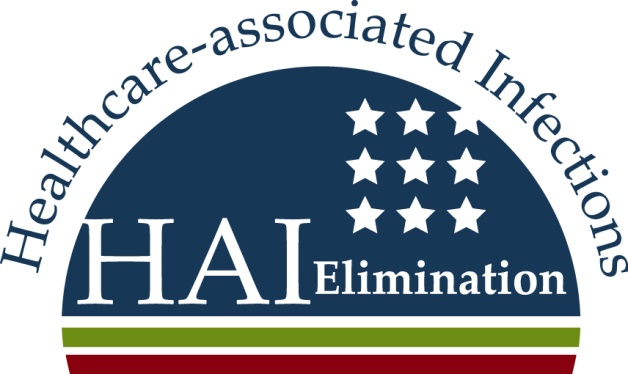 Healthcare-associated Infections
HAI Elimination